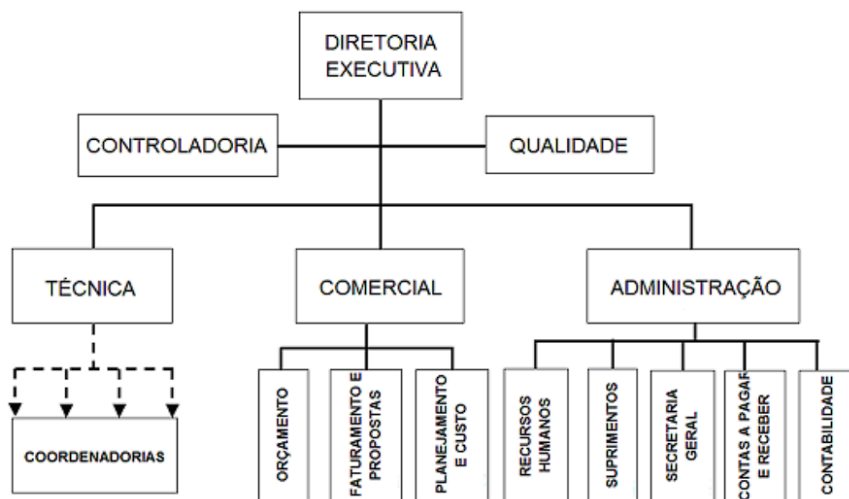 DIRETORIA
EXECUTIVA
CONTROLADORIA
QUALIDADE
TÉCNICA
COMERCIAL
ADMINISTRAÇÃO
COORDENADORIAS
ORÇAMENTO
FATURAMENTO E
PROPOSTAS
PLANEJAMENTO
E CUSTO
RECURSOS
HUMANOS
SUPRIMENTOS
SECRETARIA
GERAL
CONTAS A PAGAR
E RECEBER
CONTABILIDADE